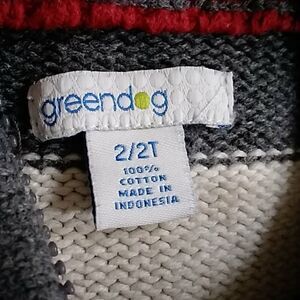 greendog
2/2T
100%
COTTON
MADE IN
INDONESIA